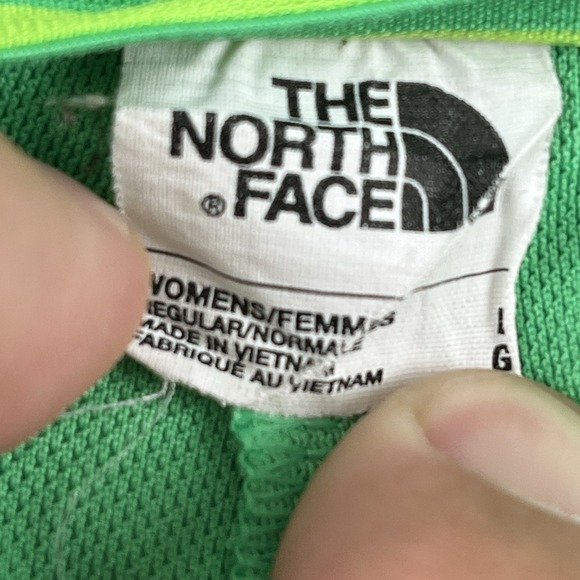 THE
NORTH
® FACE
WOMENS/FEMMES
REGULAR/NORMALE
MADE IN VIETNAM
FABRIQUÉ AU VIETNAM
G